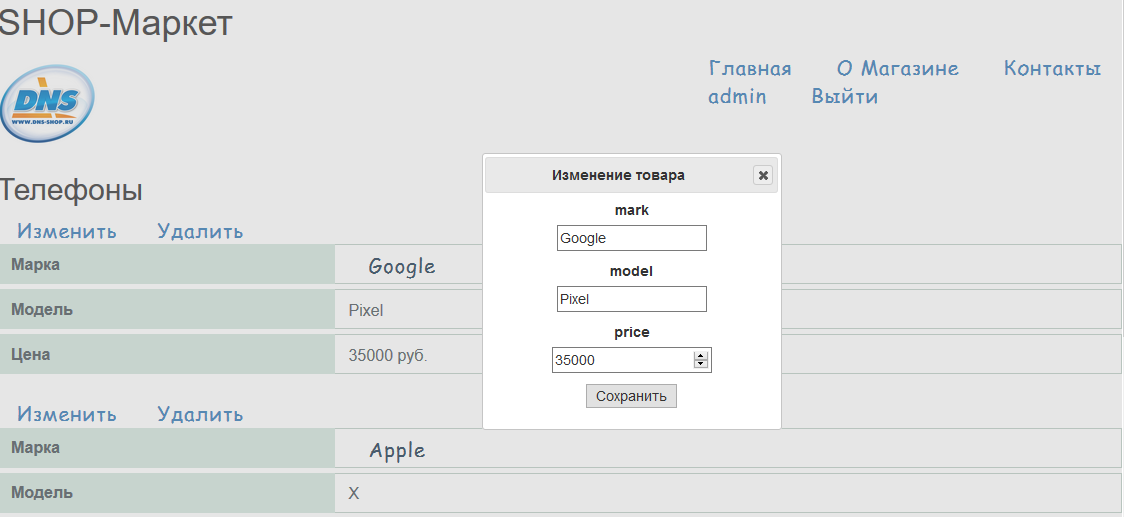 SHOP-Маркет
DNS
WWW.DNS-SHOP.RU
Главная О Магазине Контакты
admin Выйти
Телефоны
Изменить Удалить
Марка Google
Модель Pixel
Цена 35000 руб.
Изменить Удалить
Марка Apple
Модель X
Изменение товара
mark
Google
model
Pixel
price
35000
Сохранить